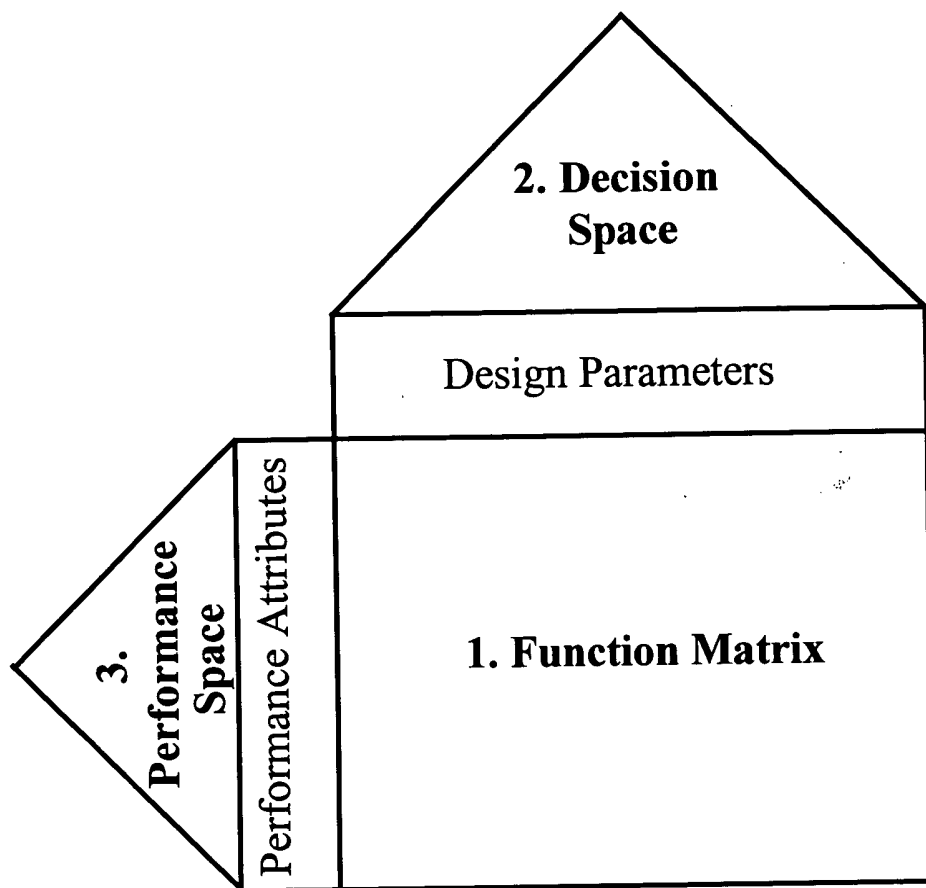 2. Decision
Space
Design Parameters
3.
Performance
Space
Performance Attributes
1. Function Matrix